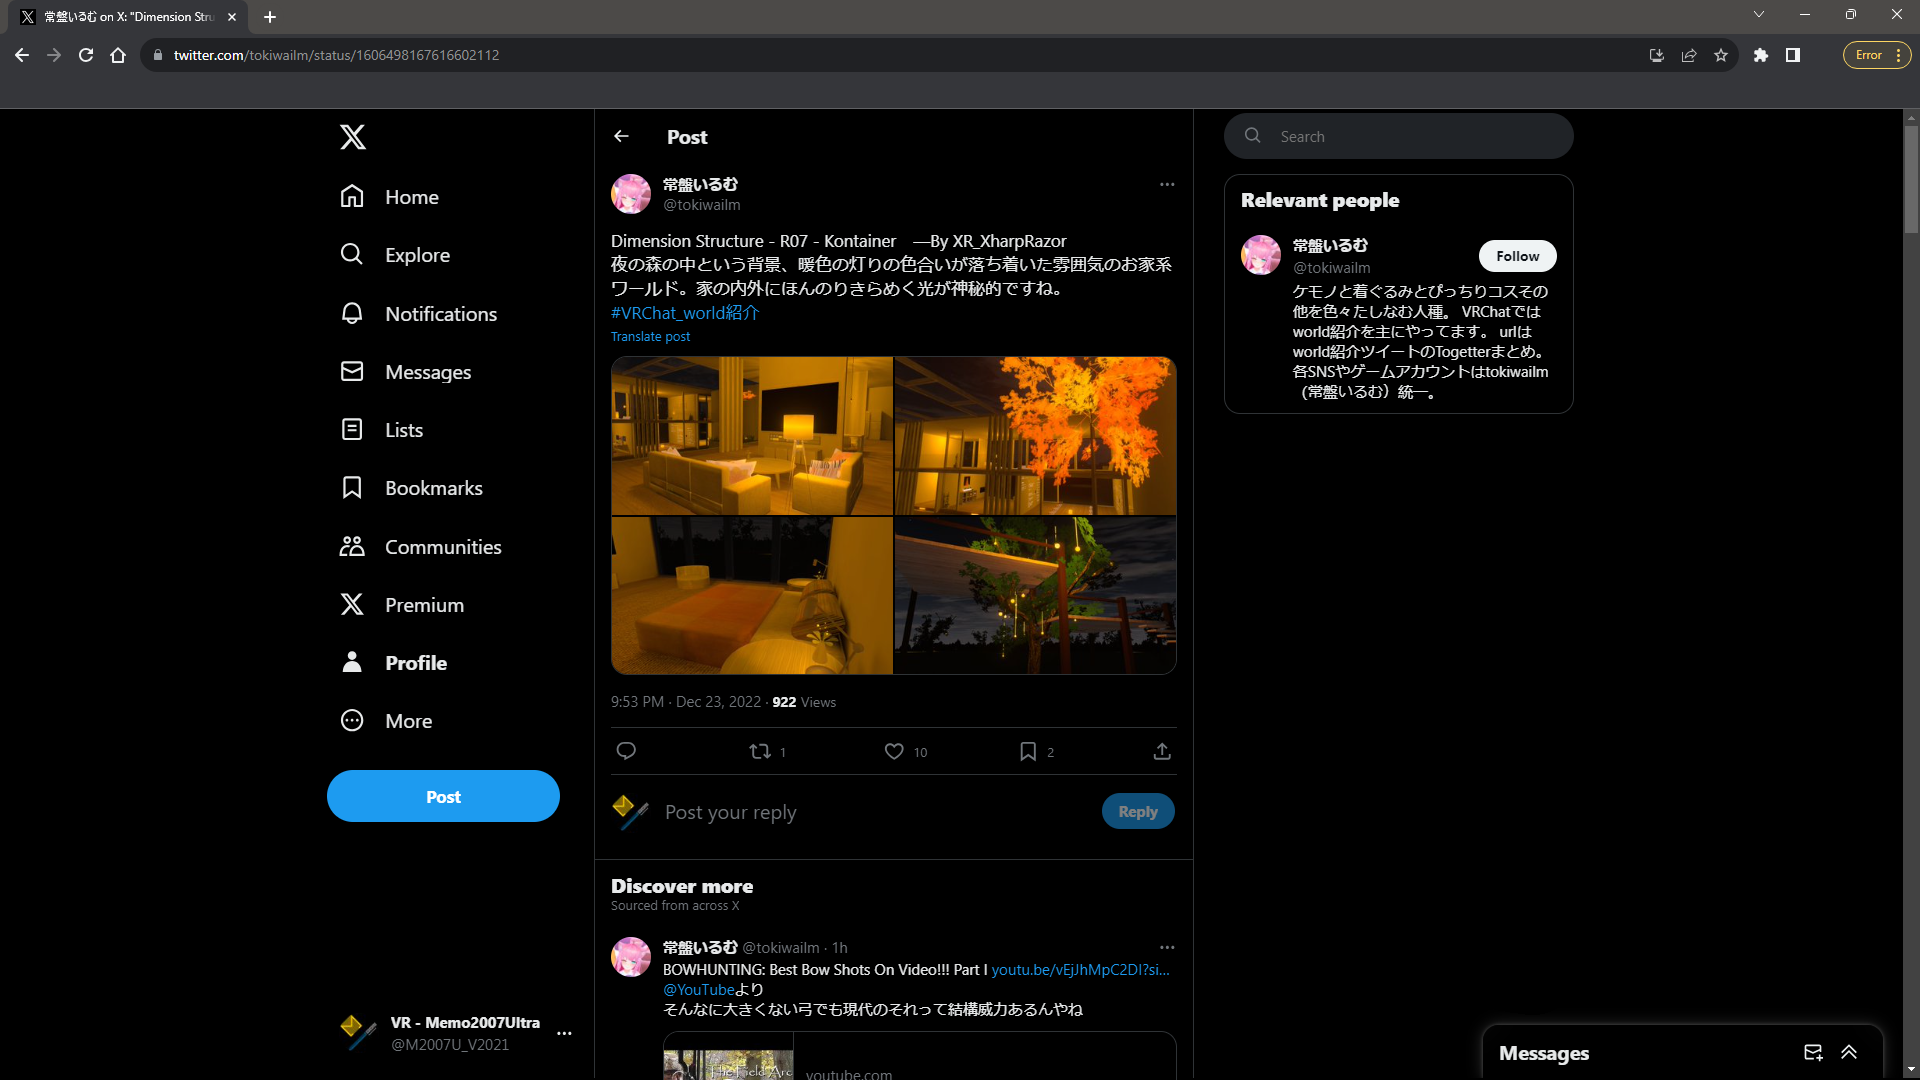 常盤いるむ on X: "Dimension Stru
twitter.com/tokiwailm/status/1606498167616602112
Error
Home
Explore
Notifications
Messages
Lists
Bookmarks
Communities
Premium
Profile
More
Post
VR - Memo2007Ultra
@M2007U_V2021
Post
常盤いるむ
@tokiwailm
Dimension Structure - R07 - Kontainer　—By XR_XharpRazor
夜の森の中という背景、暖色の灯りの色合いが落ち着いた雰囲気のお家系
ワールド。家の内外にほんのりきらめく光が神秘的ですね。
#VRChat_world紹介
Translate post
9:53 PM · Dec 23, 2022 · 922 Views
1
10
2
Post your reply
Reply
Discover more
Sourced from across X
常盤いるむ @tokiwailm · 1h
BOWHUNTING: Best Bow Shots On Video!!! Part I youtu.be/vEjJhMpC2DI?si...
@YouTubeより
そんなに大きくない弓でも現代のそれって結構威力あるんやね
The Field Arc
youtube.com
Search
Relevant people
常盤いるむ
@tokiwailm
Follow
ケモノと着ぐるみとぴっちりコスその
他を色々たしなむ人種。 VRChatでは
world紹介を主にやってます。 urlは
world紹介ツイートのTogetterまとめ。
各SNSやゲームアカウントはtokiwailm
（常盤いるむ）統一。
Messages